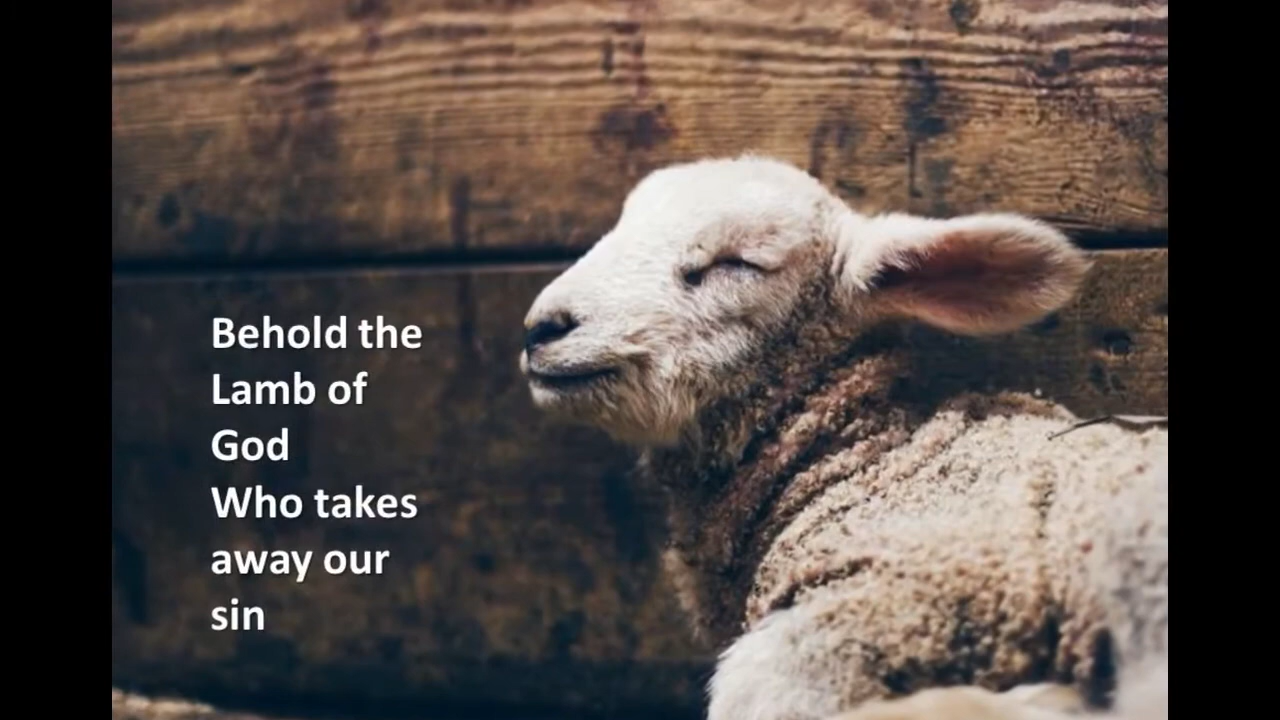 Behold the
Lamb of
God
Who takes
away our
sin